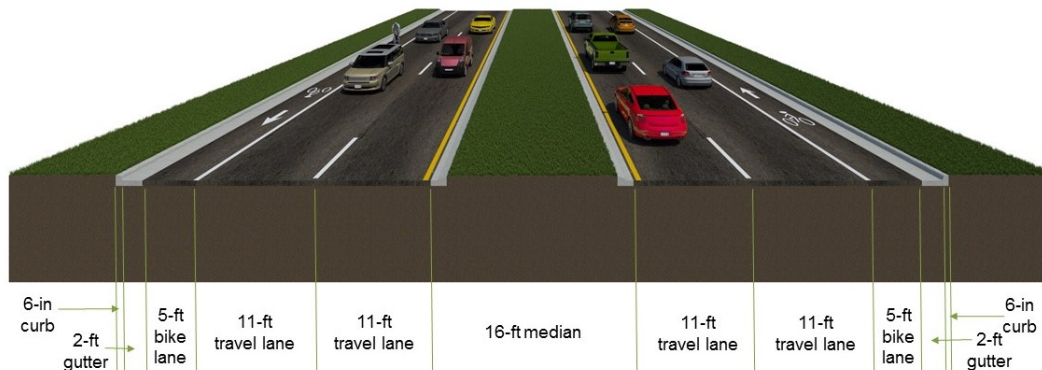 6-in
curb
2-ft
gutter
5-ft
bike
lane
11-ft
travel lane
11-ft
travel lane
16-ft median
11-ft
travel lane
11-ft
travel lane
5-ft
bike
lane
2-ft
gutter
6-in
curb